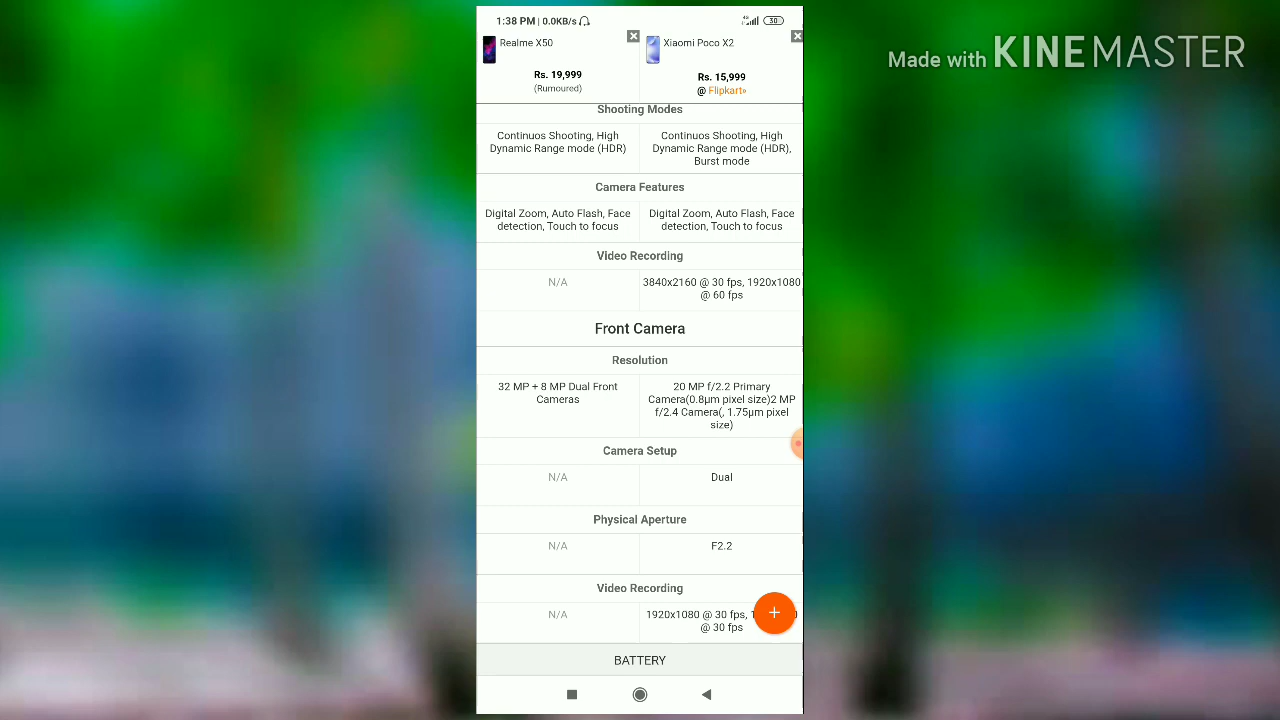 1:38 PM | 0.0KB/s
4G
30
Made with KINEMASTER
Realme X50
Xiaomi Poco X2
Rs. 19,999
(Rumoured)
Rs. 15,999
@ Flipkart»
Shooting Modes
Continuos Shooting, High
Dynamic Range mode (HDR)
Continuos Shooting, High
Dynamic Range mode (HDR),
Burst mode
Camera Features
Digital Zoom, Auto Flash, Face
detection, Touch to focus
Digital Zoom, Auto Flash, Face
detection, Touch to focus
Video Recording
N/A
3840x2160 @ 30 fps, 1920x1080
@ 60 fps
Front Camera
Resolution
32 MP + 8 MP Dual Front
Cameras
20 MP f/2.2 Primary
Camera(0.8µm pixel size)2 MP
f/2.4 Camera(, 1.75µm pixel
size)
Camera Setup
N/A
Dual
Physical Aperture
N/A
F2.2
Video Recording
N/A
1920x1080 @ 30 fps,
@ 30 fps
BATTERY